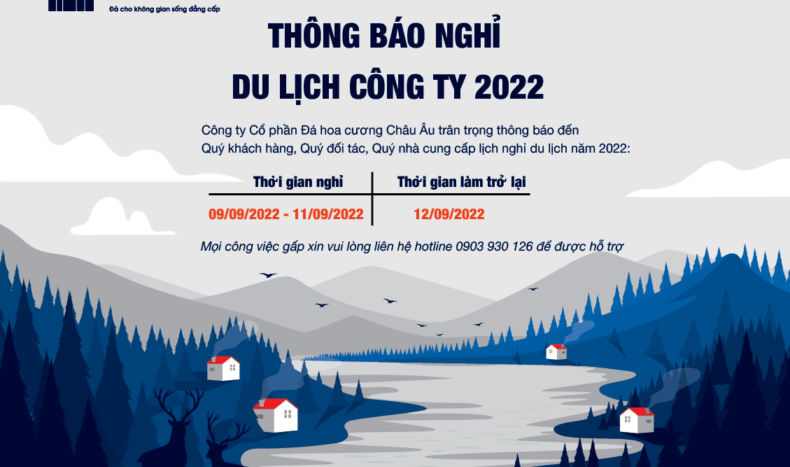 Đá cho không gian sống đẳng cấp
THÔNG BÁO NGHỈ
DU LỊCH CÔNG TY 2022
Công ty Cổ phần Đá hoa cương Châu Âu trân trọng thông báo đến
Quý khách hàng, Quý đối tác, Quý nhà cung cấp lịch nghỉ du lịch năm 2022:
Thời gian nghỉ Thời gian làm trở lại
09/09/2022 - 11/09/2022 12/09/2022
Mọi công việc gấp xin vui lòng liên hệ hotline 0903 930 126 để được hỗ trợ